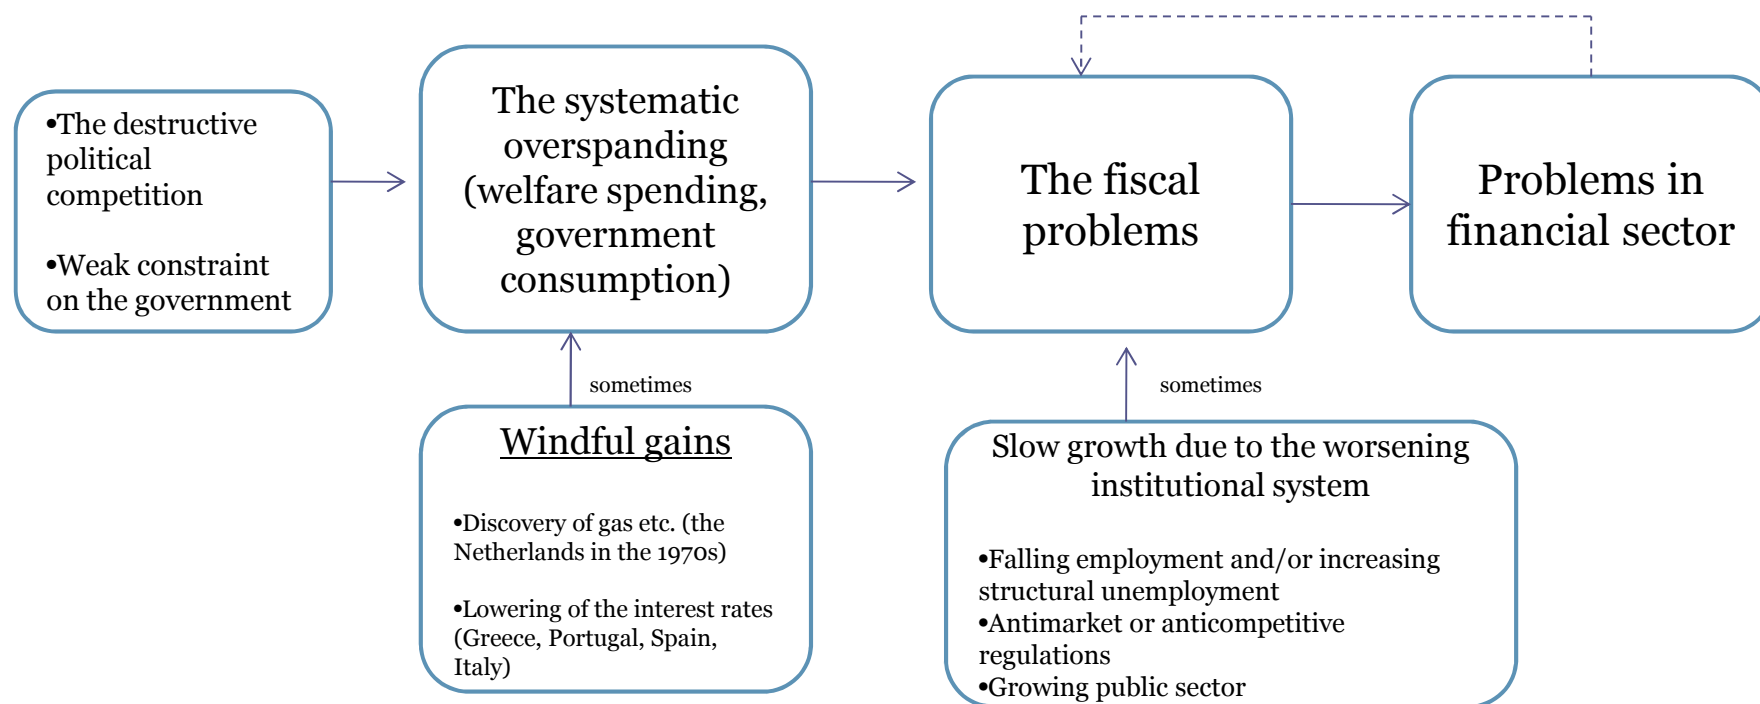 •The destructive
political
competition
•Weak constraint
on the government
The systematic
overspanding
(welfare spending,
government
consumption)
The fiscal
problems
Problems in
financial sector
sometimes
sometimes
Windful gains
•Discovery of gas etc. (the
Netherlands in the 1970s)
•Lowering of the interest rates
(Greece, Portugal, Spain,
Italy)
Slow growth due to the worsening
institutional system
•Falling employment and/or increasing
structural unemployment
•Antimarket or anticompetitive
regulations
•Growing public sector